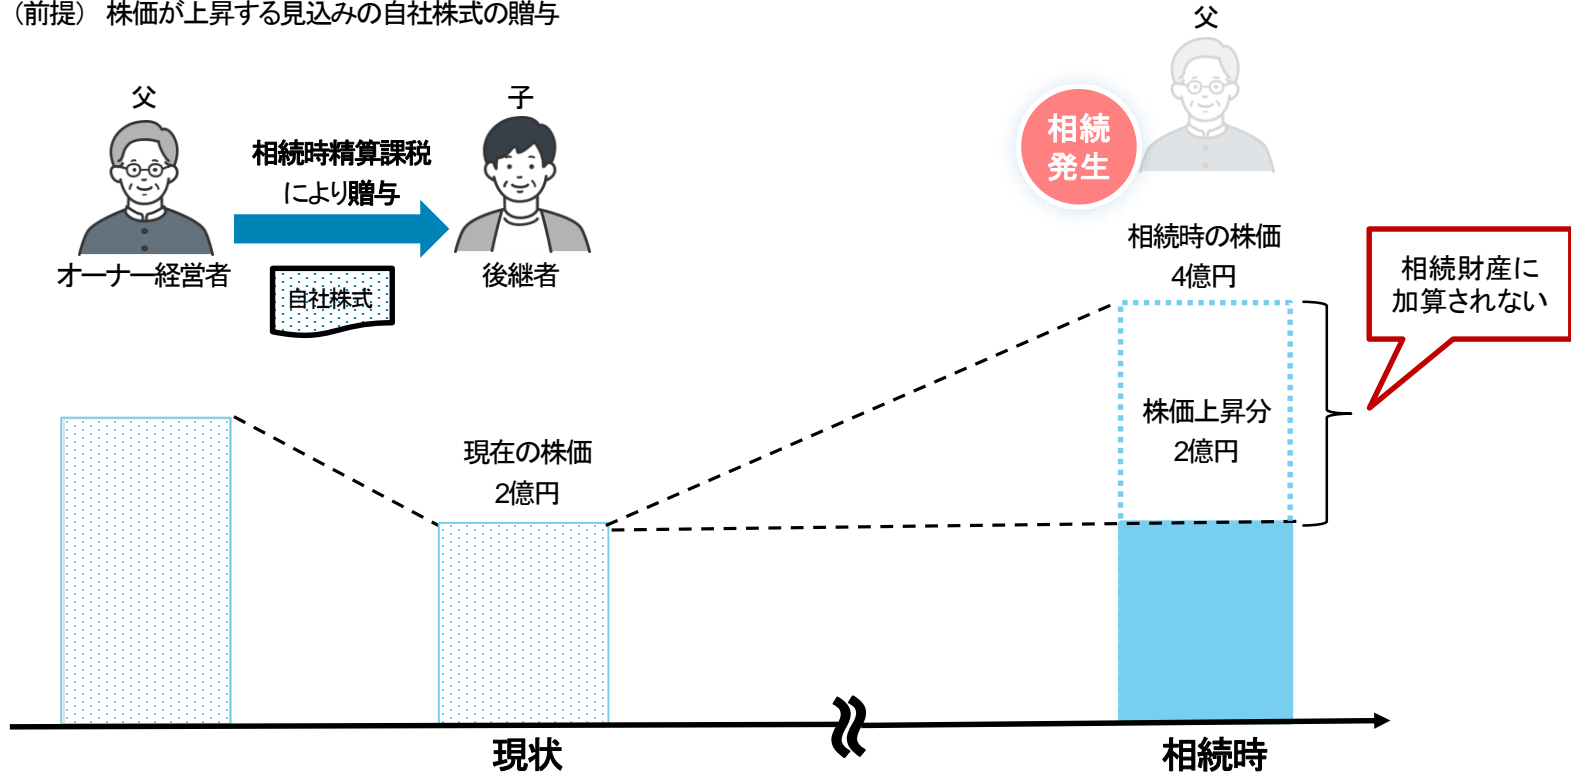 （前提） 株価が上昇する見込みの自社株式の贈与
父
子
相続時精算課税
により贈与
オーナー経営者
自社株式
後継者
父
相続
発生
相続時の株価
4億円
相続財産に
加算されない
株価上昇分
2億円
現在の株価
2億円
現状
相続時